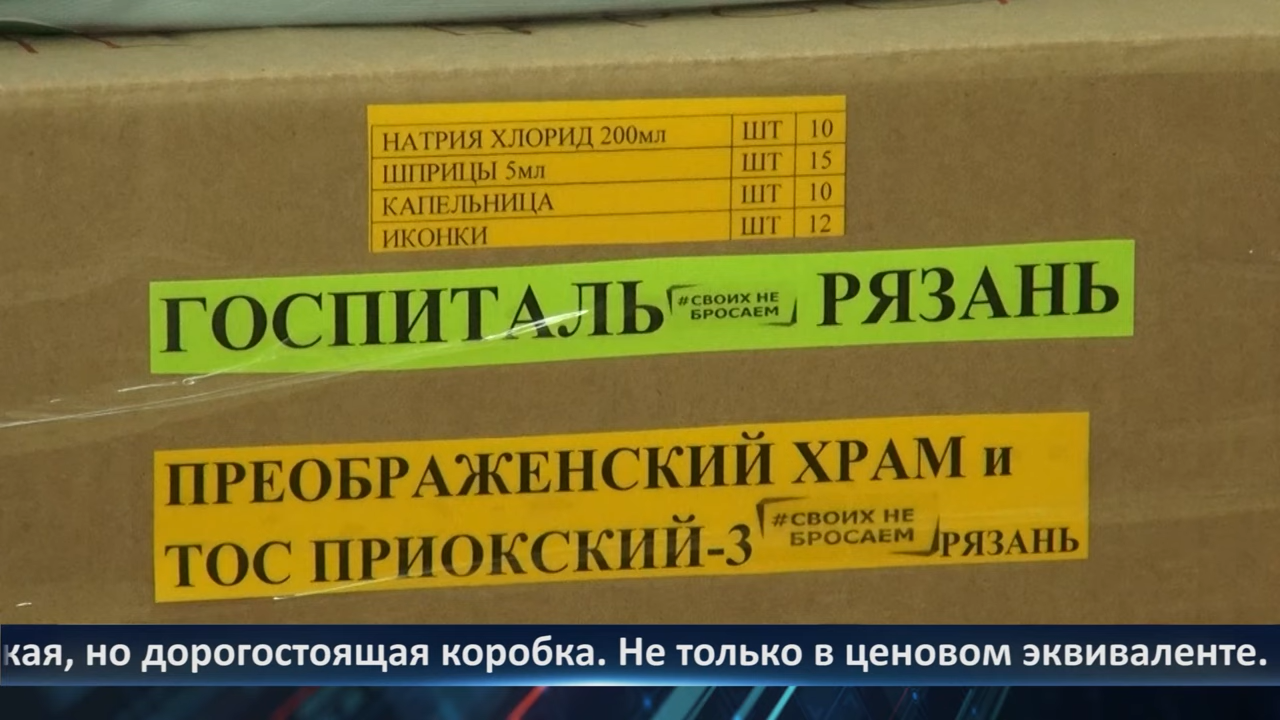 НАТРИЯ ХЛОРИД 200мл ШТ 10
ШПРИЦЫ 5мл ШТ 15
КАПЕЛЬНИЦА ШТ 10
ИКОНКИ ШТ 12
ГОСПИТАЛЬ #СВОИХ НЕ БРОСАЕМ РЯЗАНЬ
ПРЕОБРАЖЕНСКИЙ ХРАМ и
ТОС ПРИОКСКИЙ-3 #СВОИХ НЕ БРОСАЕМ РЯЗАНЬ
кая, но дорогостоящая коробка. Не только в ценовом эквиваленте.